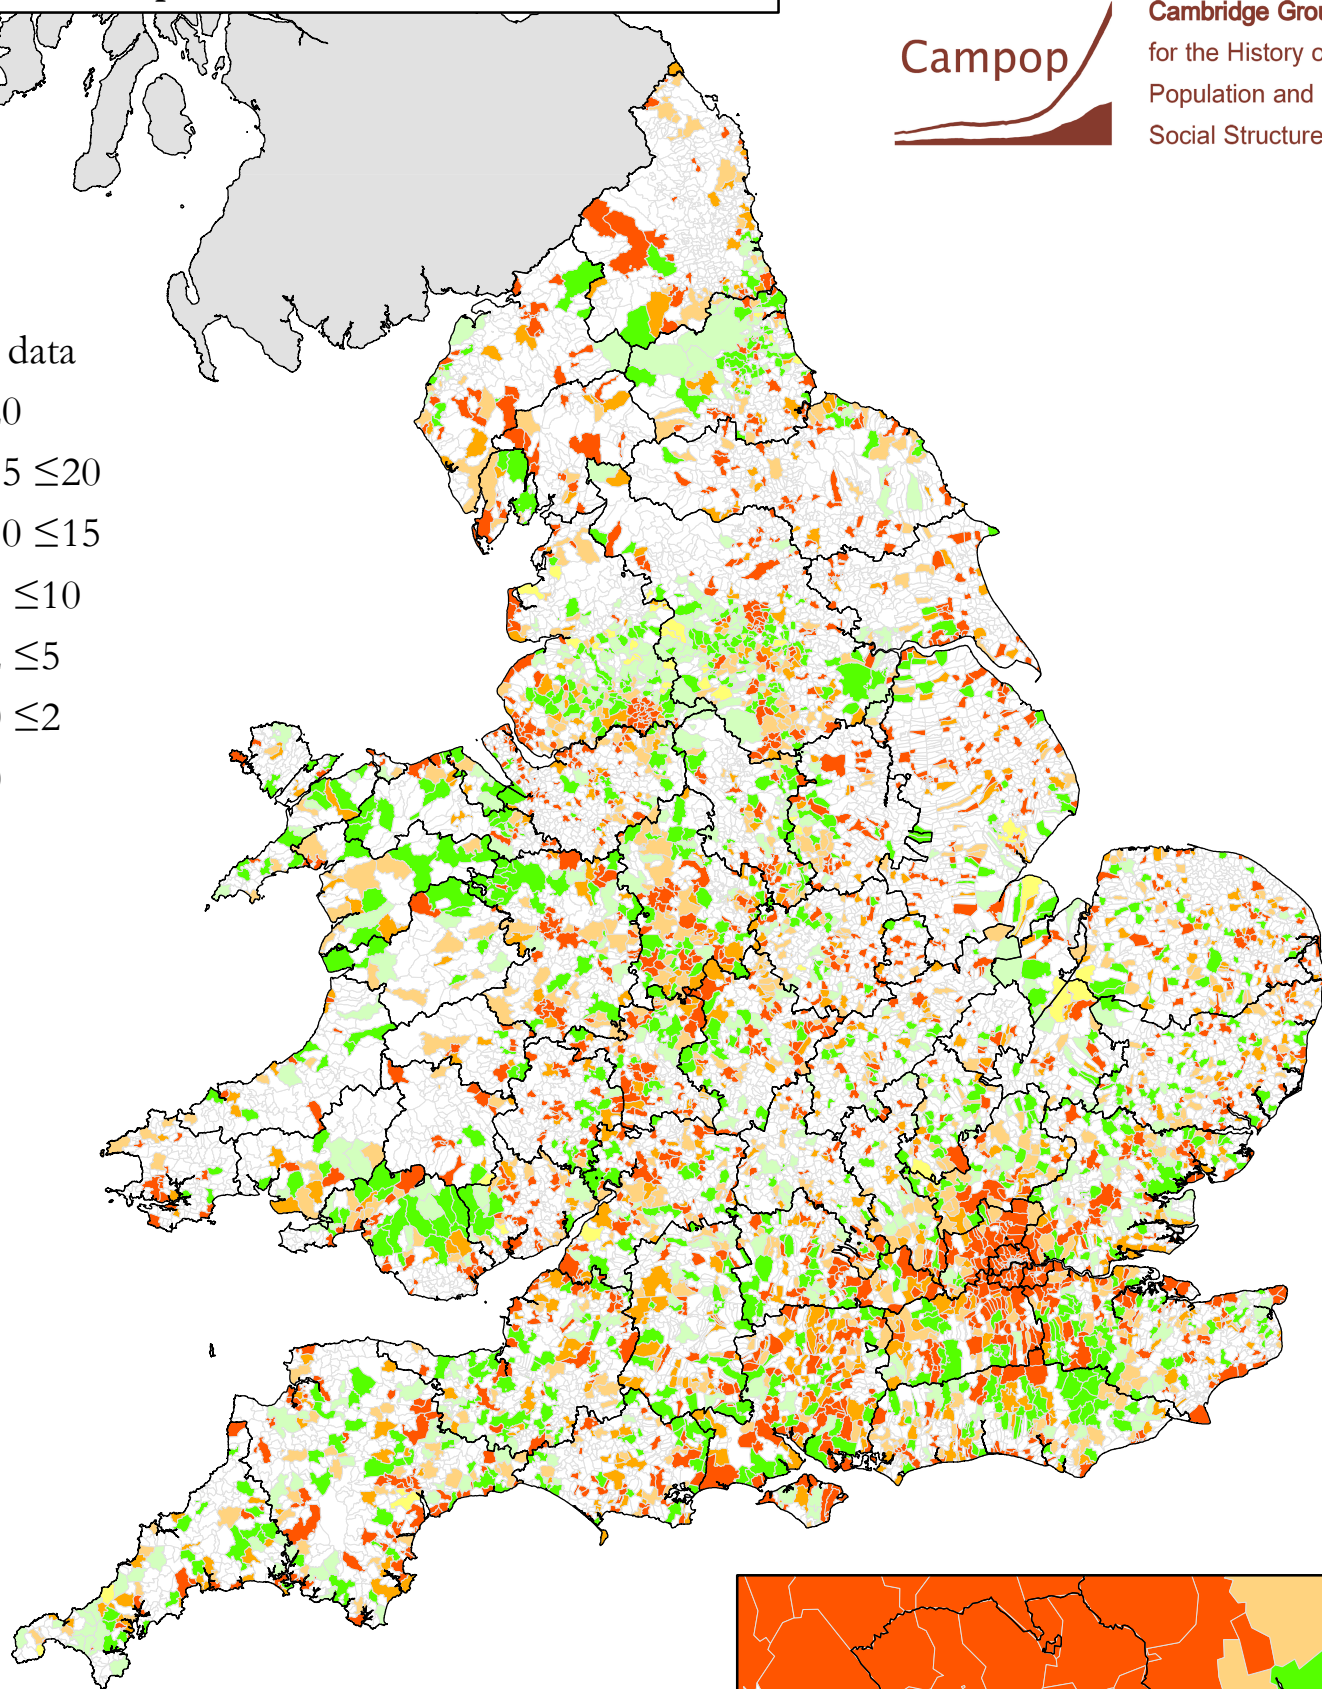 Campop
Cambridge Grou
for the History o
Population and
Social Structure
data
0
5 ≤20
0 ≤15
≤10
≤5
≤2